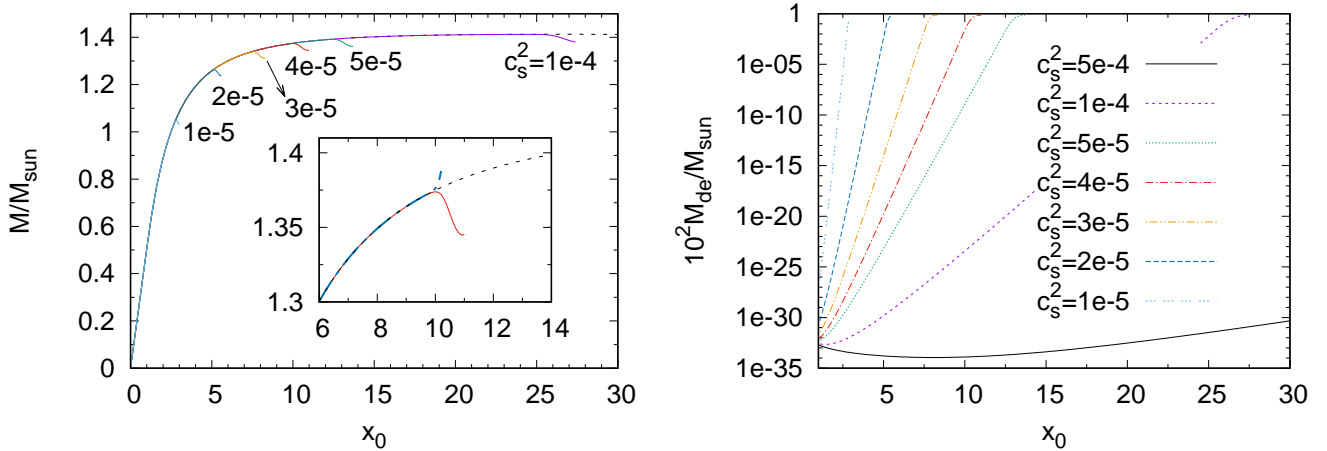 M/M_sun
1.4
1.2
1
0.8
0.6
0.4
0.2
0
0 5 10 15 20 25 30
x_0
1e-5
2e-5
3e-5
4e-5
5e-5
c_s^2=1e-4
1.4
1.35
1.3
6 8 10 12 14
10^2M_de/M_sun
1
1e-05
1e-10
1e-15
1e-20
1e-25
1e-30
1e-35
5 10 15 20 25 30
x_0
c_s^2=5e-4
c_s^2=1e-4
c_s^2=5e-5
c_s^2=4e-5
c_s^2=3e-5
c_s^2=2e-5
c_s^2=1e-5